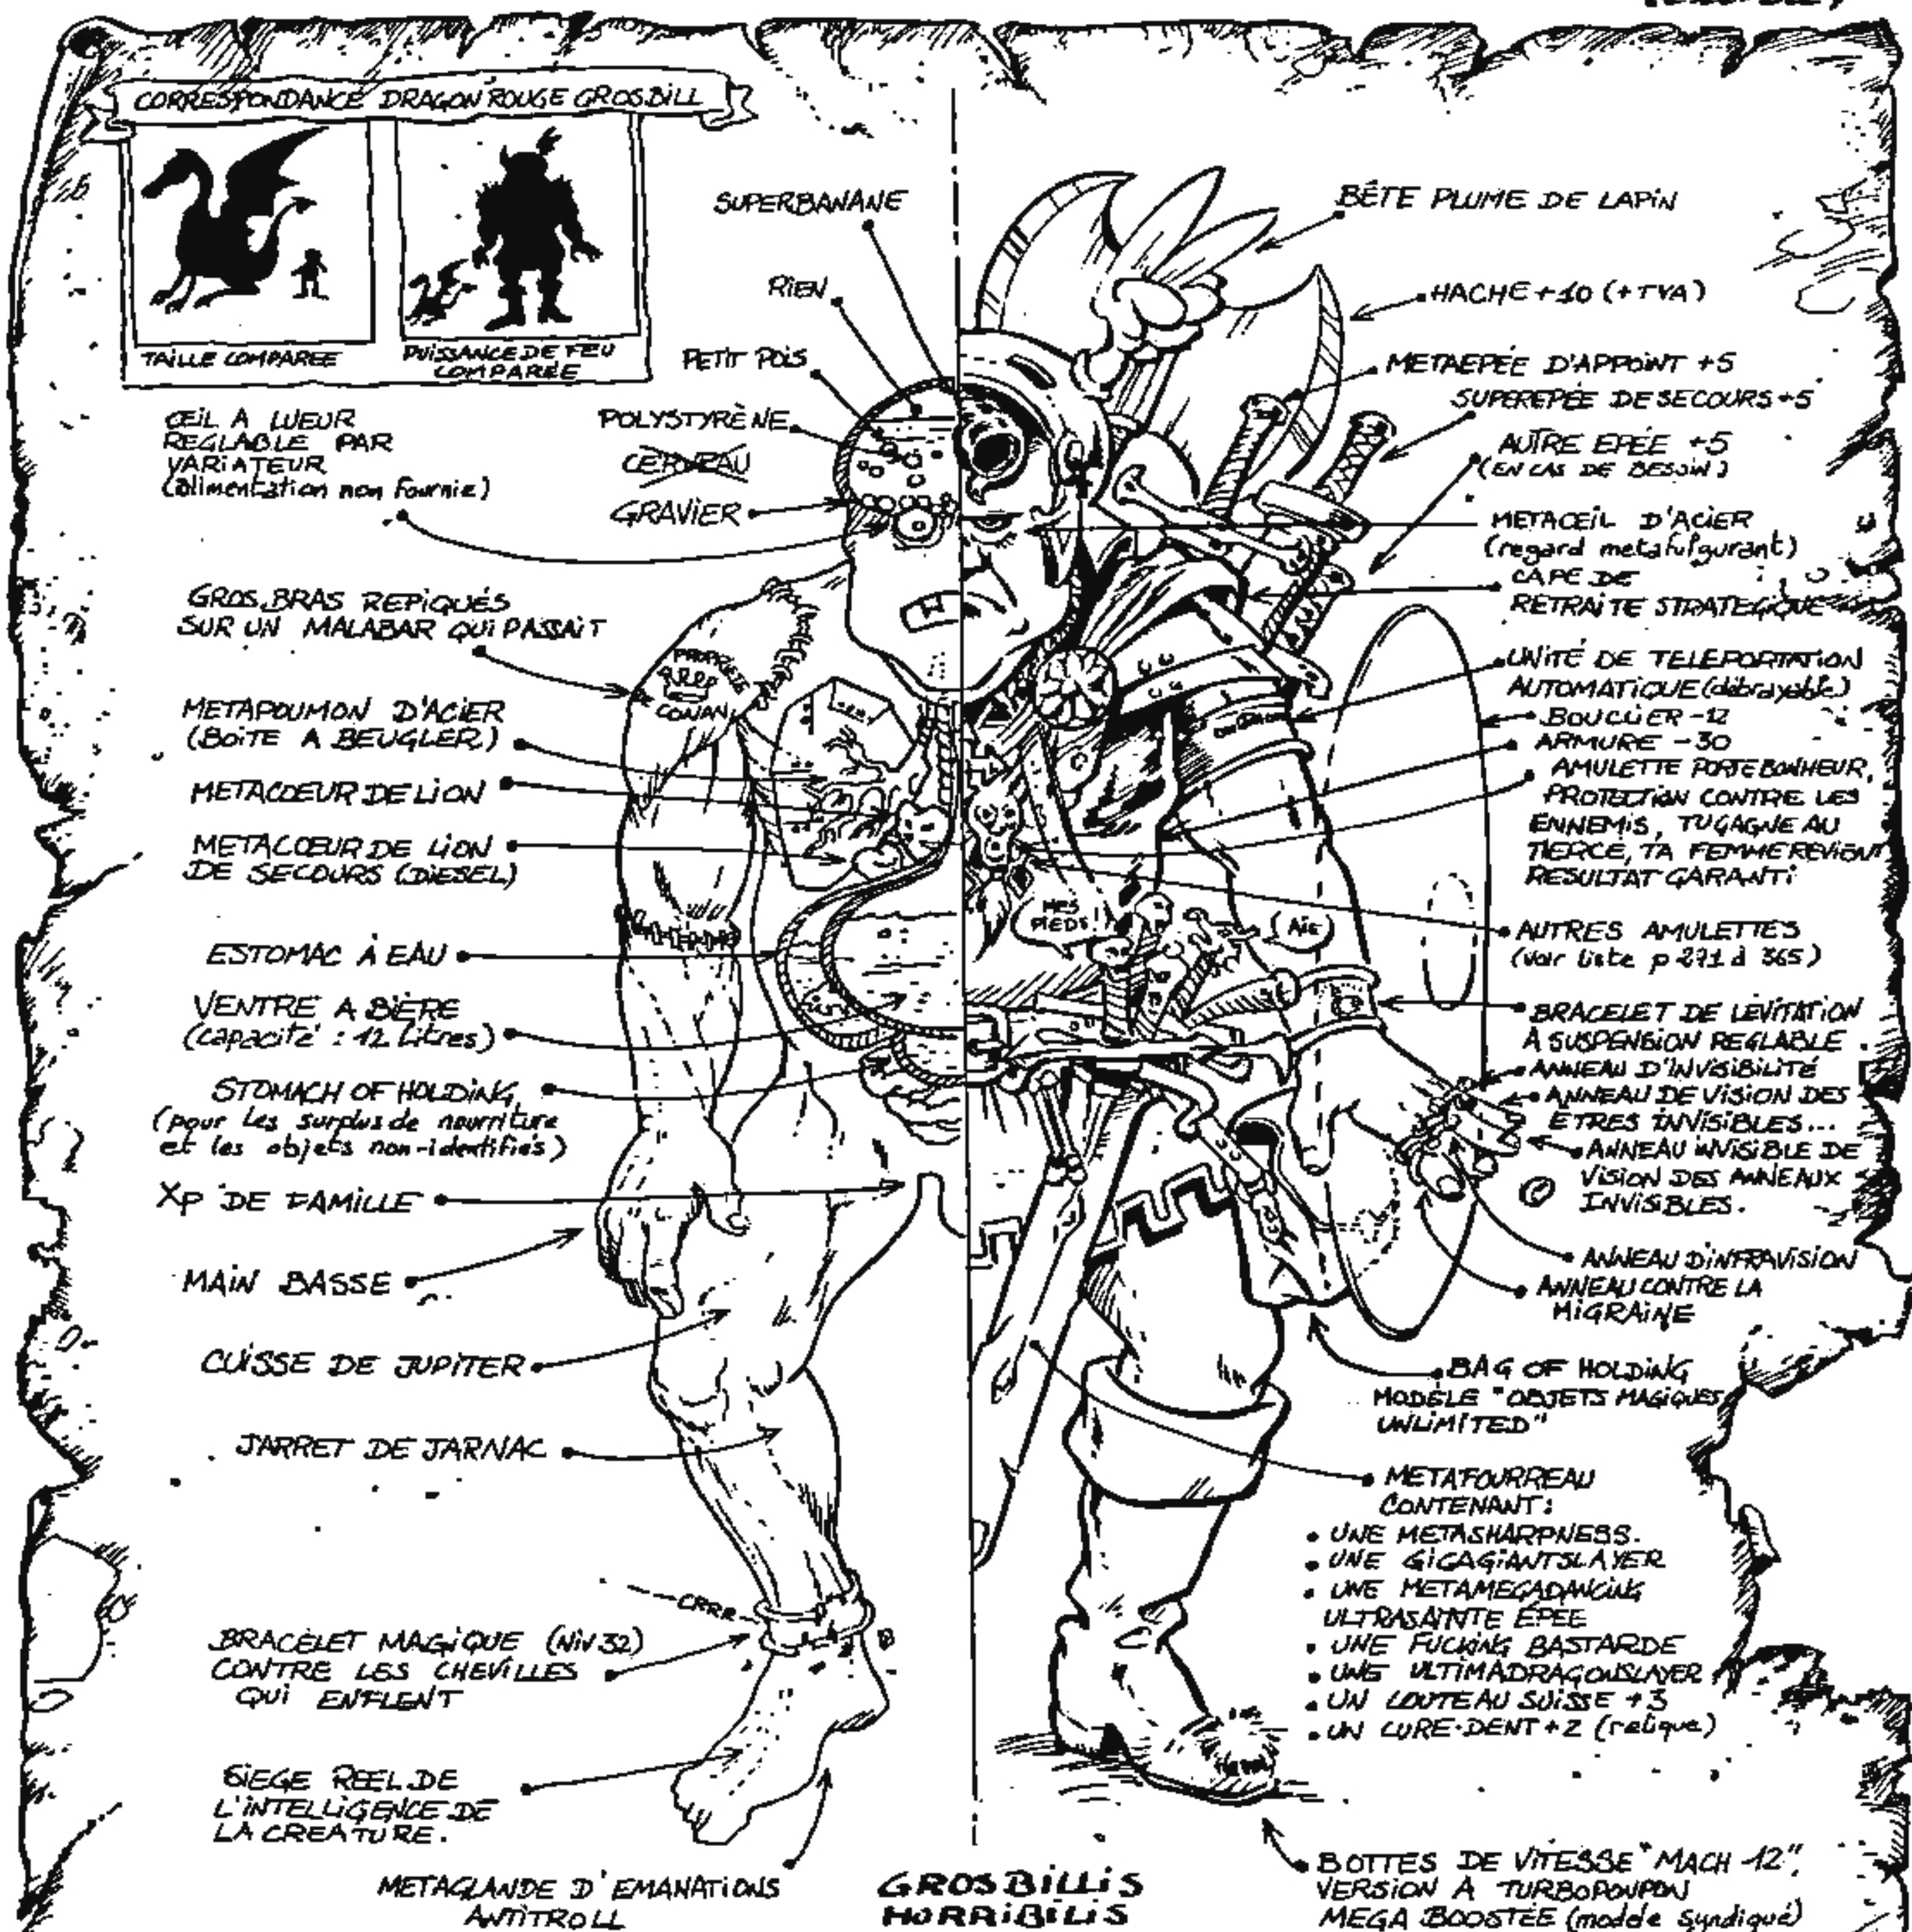 CORRESPONDANCE DRAGON ROUGE GROSBILL
TAILLE COMPAREE
PUISSANCE DE FEU
COMPARÉE
SUPERBANANE
RIEN
PETIT POIS
POLYSTYRÈNE
CERVEAU
GRAVIER
ŒIL A LUEUR
REGLABLE PAR
VARIATEUR
(alimentation non fournie)
GROS BRAS REPIQUÉS
SUR UN MALABAR QUI PASSAIT
PROPRIETE
DE
CONAN
METAPOUMON D'ACIER
(BOITE A BEUGLER)
METACOEUR DE LION
METACŒUR DE LION
DE SECOURS (DIESEL)
ESTOMAC À EAU
VENTRE A BIÈRE
(capacité : 12 Litres)
STOMACH OF HOLDING
(pour les surplus de nourriture
et les objets non-identifiés)
XP DE FAMILLE
MAIN BASSE
CUISSE DE JUPITER
JARRET DE JARNAC
CRRR
BRACELET MAGIQUE (NIV 32)
CONTRE LES CHEVILLES
QUI ENFLENT
SIEGE REEL DE
L'INTELLIGENCE DE
LA CREATURE.
METAGLANDE D'EMANATIONS
ANTITROLL
GROSBILLIS
HORRIBILIS
BÊTE PLUME DE LAPIN
HACHE +10 (+TVA)
METAEPÉE D'APPOINT +5
SUPEREPÉE DE SECOURS +5
AUTRE EPÉE +5
(EN CAS DE BESOIN)
METAŒIL D'ACIER
(regard metafulgurant)
CAPE DE
RETRAITE STRATEGIQUE
UNITÉ DE TELEPORTATION
AUTOMATIQUE (débrayable)
BOUCLIER -12
ARMURE -30
AMULETTE PORTE BONHEUR,
PROTECTION CONTRE LES
ENNEMIS, TU GAGNE AU
TIERCE, TA FEMME REVIENT
RESULTAT GARANTI
MES
PIEDS!
AÏE
AUTRES AMULETTES
(voir liste p 271 à 365)
BRACELET DE LEVITATION
A SUSPENSION REGLABLE
ANNEAU D'INVISIBILITÉ
ANNEAU DE VISION DES
ETRES INVISIBLES...
ANNEAU INVISIBLE DE
VISION DES ANNEAUX
INVISIBLES.
ANNEAU D'INFRAVISION
ANNEAU CONTRE LA
MIGRAINE
BAG OF HOLDING
MODÈLE "OBJETS MAGIQUES
UNLIMITED"
METAFOURREAU
CONTENANT:
• UNE METASHARPNESS.
• UNE GIGAGIANTSLAYER
• UNE METAMEGADANCING
ULTRASAINTE ÉPEE
• UNE FUCKING BASTARDE
• UNE ULTIMADRAGONSLAYER
• UN COUTEAU SUISSE +3
• UN CURE-DENT +2 (relique)
BOTTES DE VITESSE "MACH 12",
VERSION A TURBOPOUPON
MEGA BOOSTÉE (modèle syndiqué)